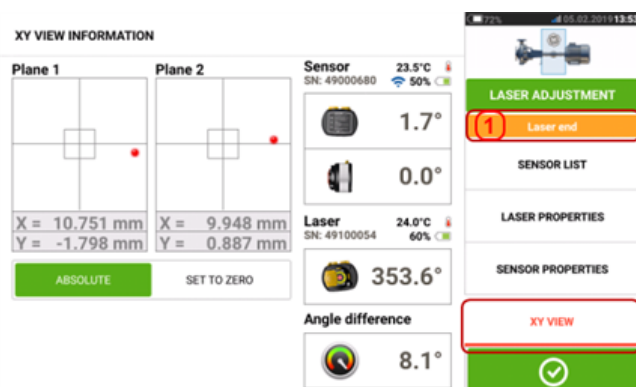 72% 05.02.2019 13:53
XY VIEW INFORMATION
Plane 1
Plane 2
X = 10.751 mm
Y = -1.798 mm
X = 9.948 mm
Y = 0.887 mm
ABSOLUTE
SET TO ZERO
Sensor 23.5°C
SN: 49000680 50%
1.7°
0.0°
Laser 24.0°C
SN: 49100054 60%
353.6°
Angle difference
8.1°
LASER ADJUSTMENT
1 Laser end
SENSOR LIST
LASER PROPERTIES
SENSOR PROPERTIES
XY VIEW